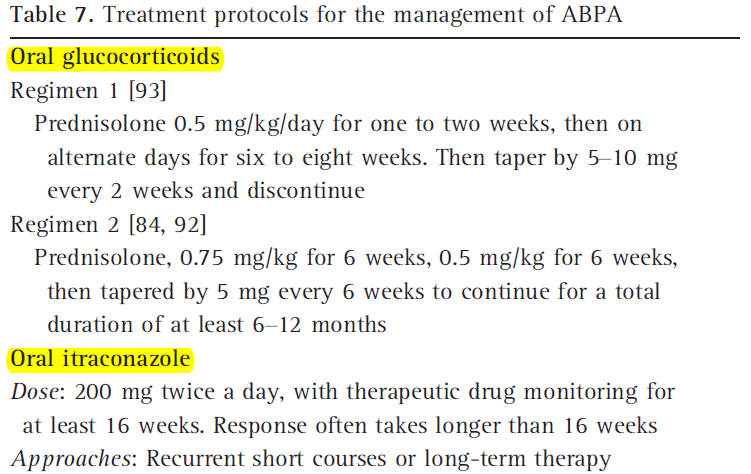 Table 7. Treatment protocols for the management of ABPA
Oral glucocorticoids
Regimen 1 [93]
Prednisolone 0.5 mg/kg/day for one to two weeks, then on
alternate days for six to eight weeks. Then taper by 5–10 mg
every 2 weeks and discontinue
Regimen 2 [84, 92]
Prednisolone, 0.75 mg/kg for 6 weeks, 0.5 mg/kg for 6 weeks,
then tapered by 5 mg every 6 weeks to continue for a total
duration of at least 6–12 months
Oral itraconazole
Dose: 200 mg twice a day, with therapeutic drug monitoring for
at least 16 weeks. Response often takes longer than 16 weeks
Approaches: Recurrent short courses or long-term therapy